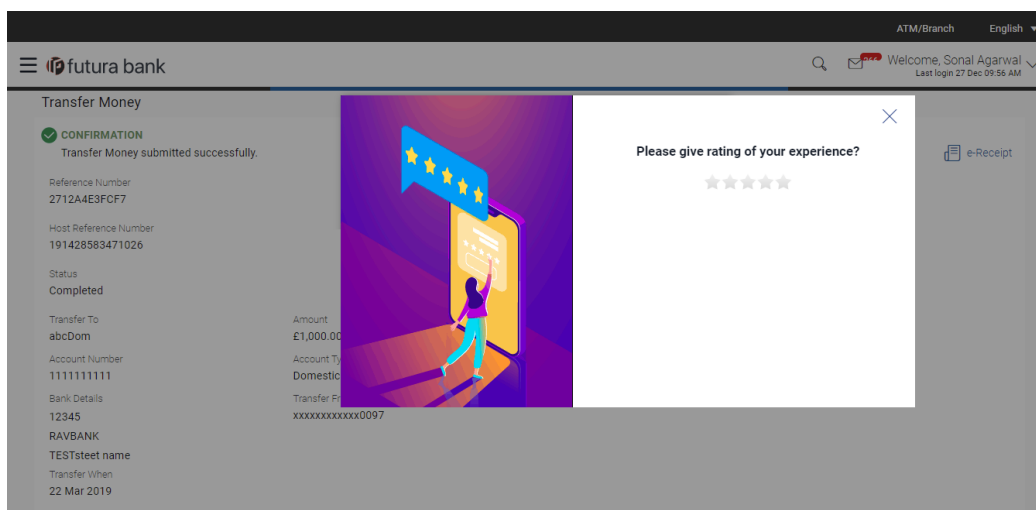 ATM/Branch English
futura bank
Welcome, Sonal Agarwal
Last login 27 Dec 09:56 AM
Transfer Money
CONFIRMATION
Transfer Money submitted successfully.
e-Receipt
Please give rating of your experience?
Reference Number
2712A4E3FCF7
Host Reference Number
191428583471026
Status
Completed
Transfer To Amount
abcDom £1,000.00
Account Number Account
1111111111 Domestic
Bank Details Transfer
12345 xxxxxxxxxxxx0097
RAVBANK
TESTsteet name
Transfer When
22 Mar 2019